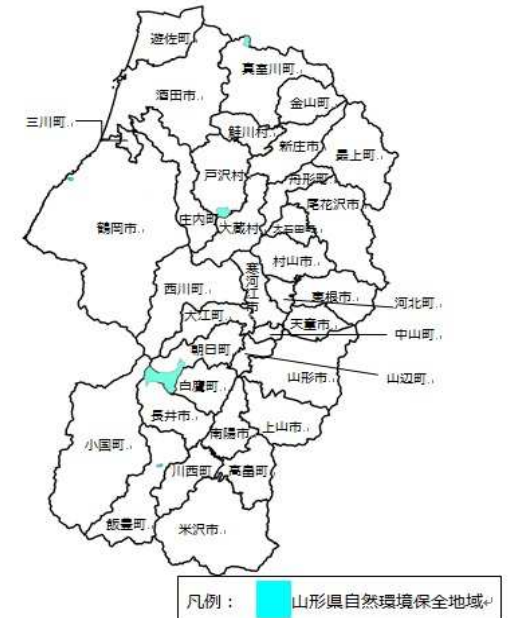 遊佐町
真室川町
酒田市
金山町
三川町
鮭川村
新庄市
最上町
戸沢村
舟形町
尾花沢市
庄内町
大蔵村
鶴岡市
村山市
寒河江市
西川町
東根市
河北町
大江町
天童市
中山町
朝日町
山形市
山辺町
白鷹町
長井市
南陽市
上山市
小国町
川西町
高畠町
飯豊町
米沢市
凡例：
山形県自然環境保全地域